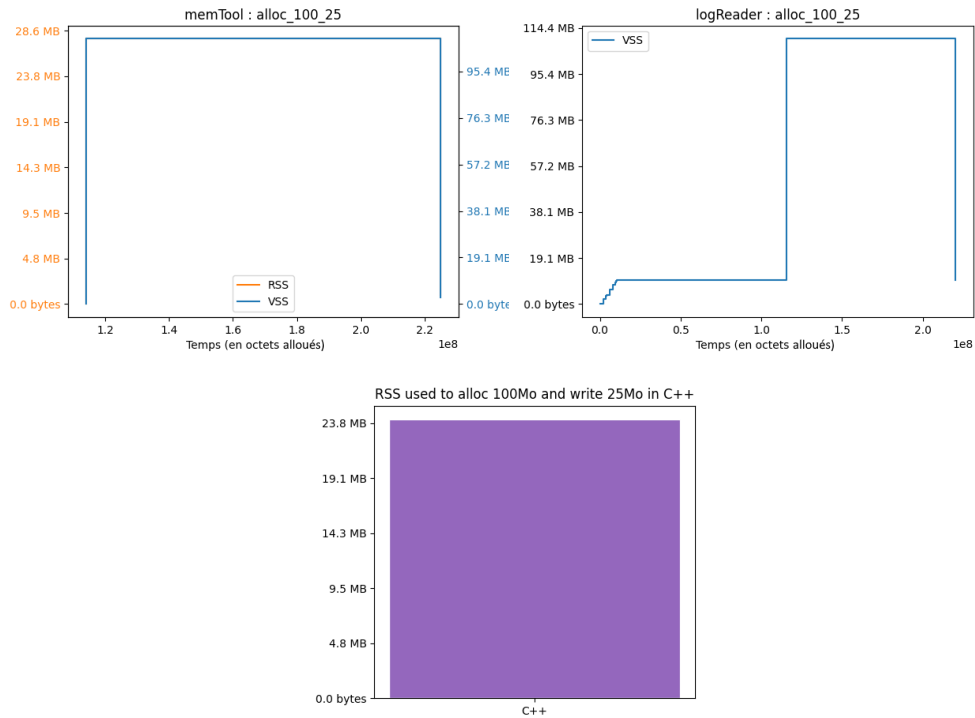 memTool : alloc_100_25
28.6 MB
23.8 MB
19.1 MB
14.3 MB
9.5 MB
4.8 MB
0.0 bytes
95.4 MB
76.3 MB
57.2 MB
38.1 MB
19.1 MB
0.0 byte
RSS
VSS
1.2 1.4 1.6 1.8 2.0 2.2
1e8
Temps (en octets alloués)
logReader : alloc_100_25
VSS
114.4 MB
95.4 MB
76.3 MB
57.2 MB
38.1 MB
19.1 MB
0.0 bytes
0.0 0.5 1.0 1.5 2.0
1e8
Temps (en octets alloués)
RSS used to alloc 100Mo and write 25Mo in C++
23.8 MB
19.1 MB
14.3 MB
9.5 MB
4.8 MB
0.0 bytes
C++